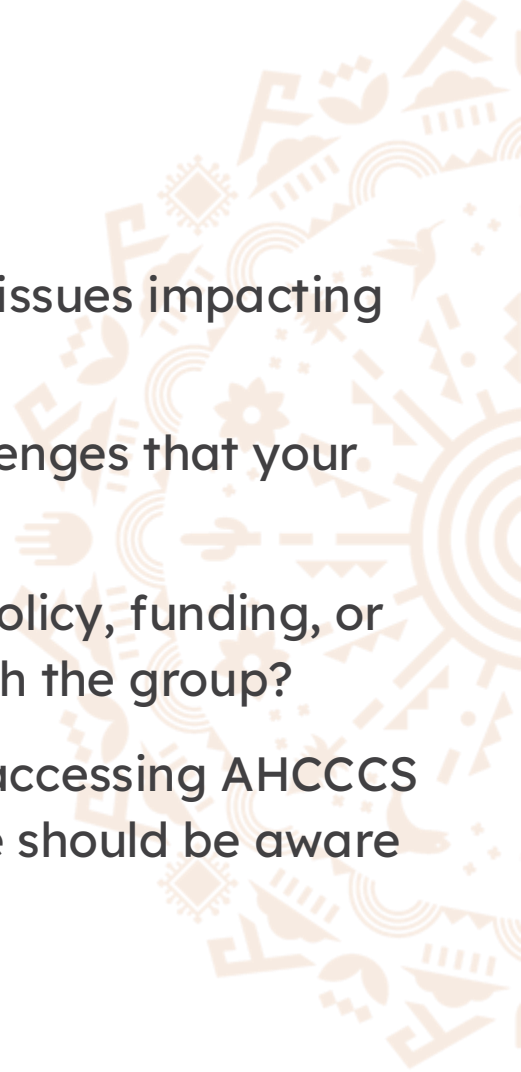 issues impacting
enges that your
olicy, funding, or
h the group?
accessing AHCCCS
e should be aware